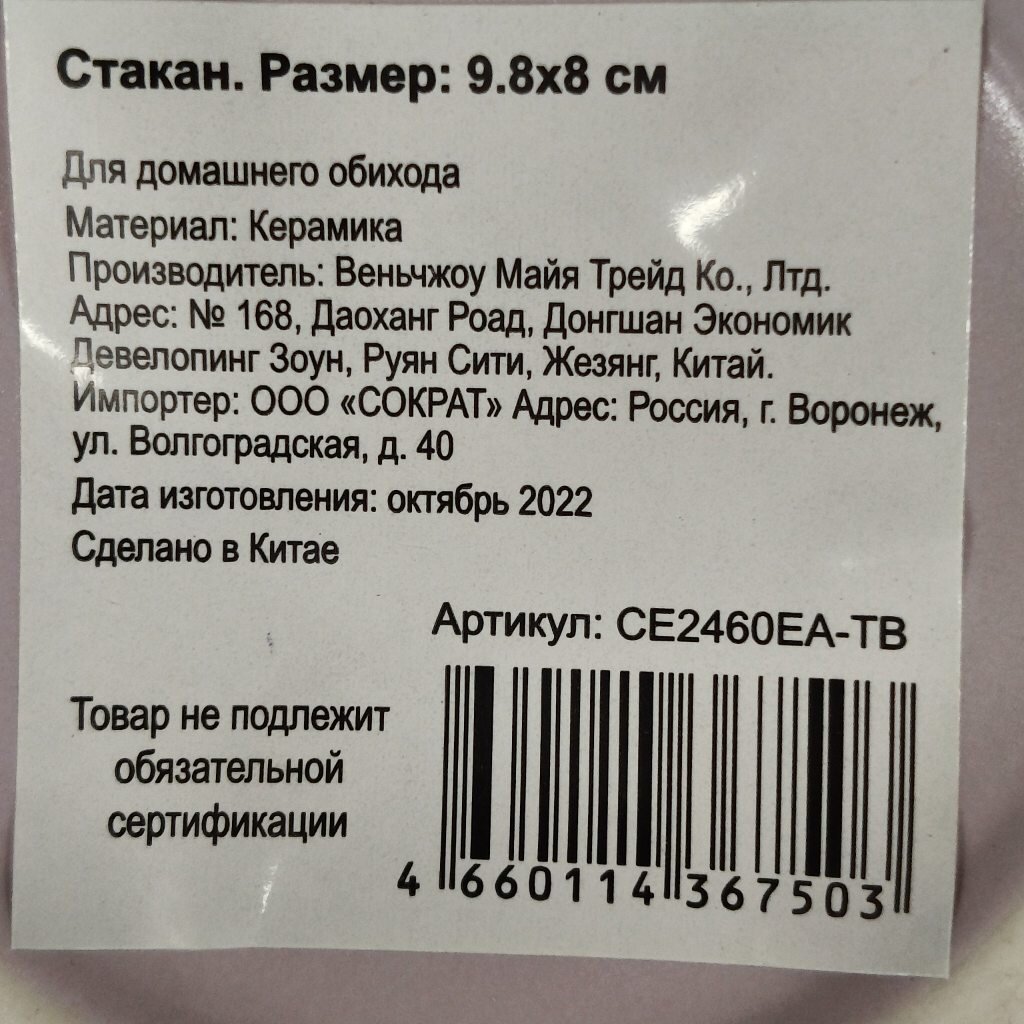 Стакан. Размер: 9.8х8 см
Для домашнего обихода
Материал: Керамика
Производитель: Веньчжоу Майя Трейд Ко., Лтд.
Адрес: № 168, Даоханг Роад, Донгшан Экономик
Девелопинг Зоун, Руян Сити, Жезянг, Китай.
Импортер: ООО «СОКРАТ» Адрес: Россия, г. Воронеж,
ул. Волгоградская, д. 40
Дата изготовления: октябрь 2022
Сделано в Китае
Артикул: CE2460EA-TB
Товар не подлежит
обязательной
сертификации
4 660114 367503